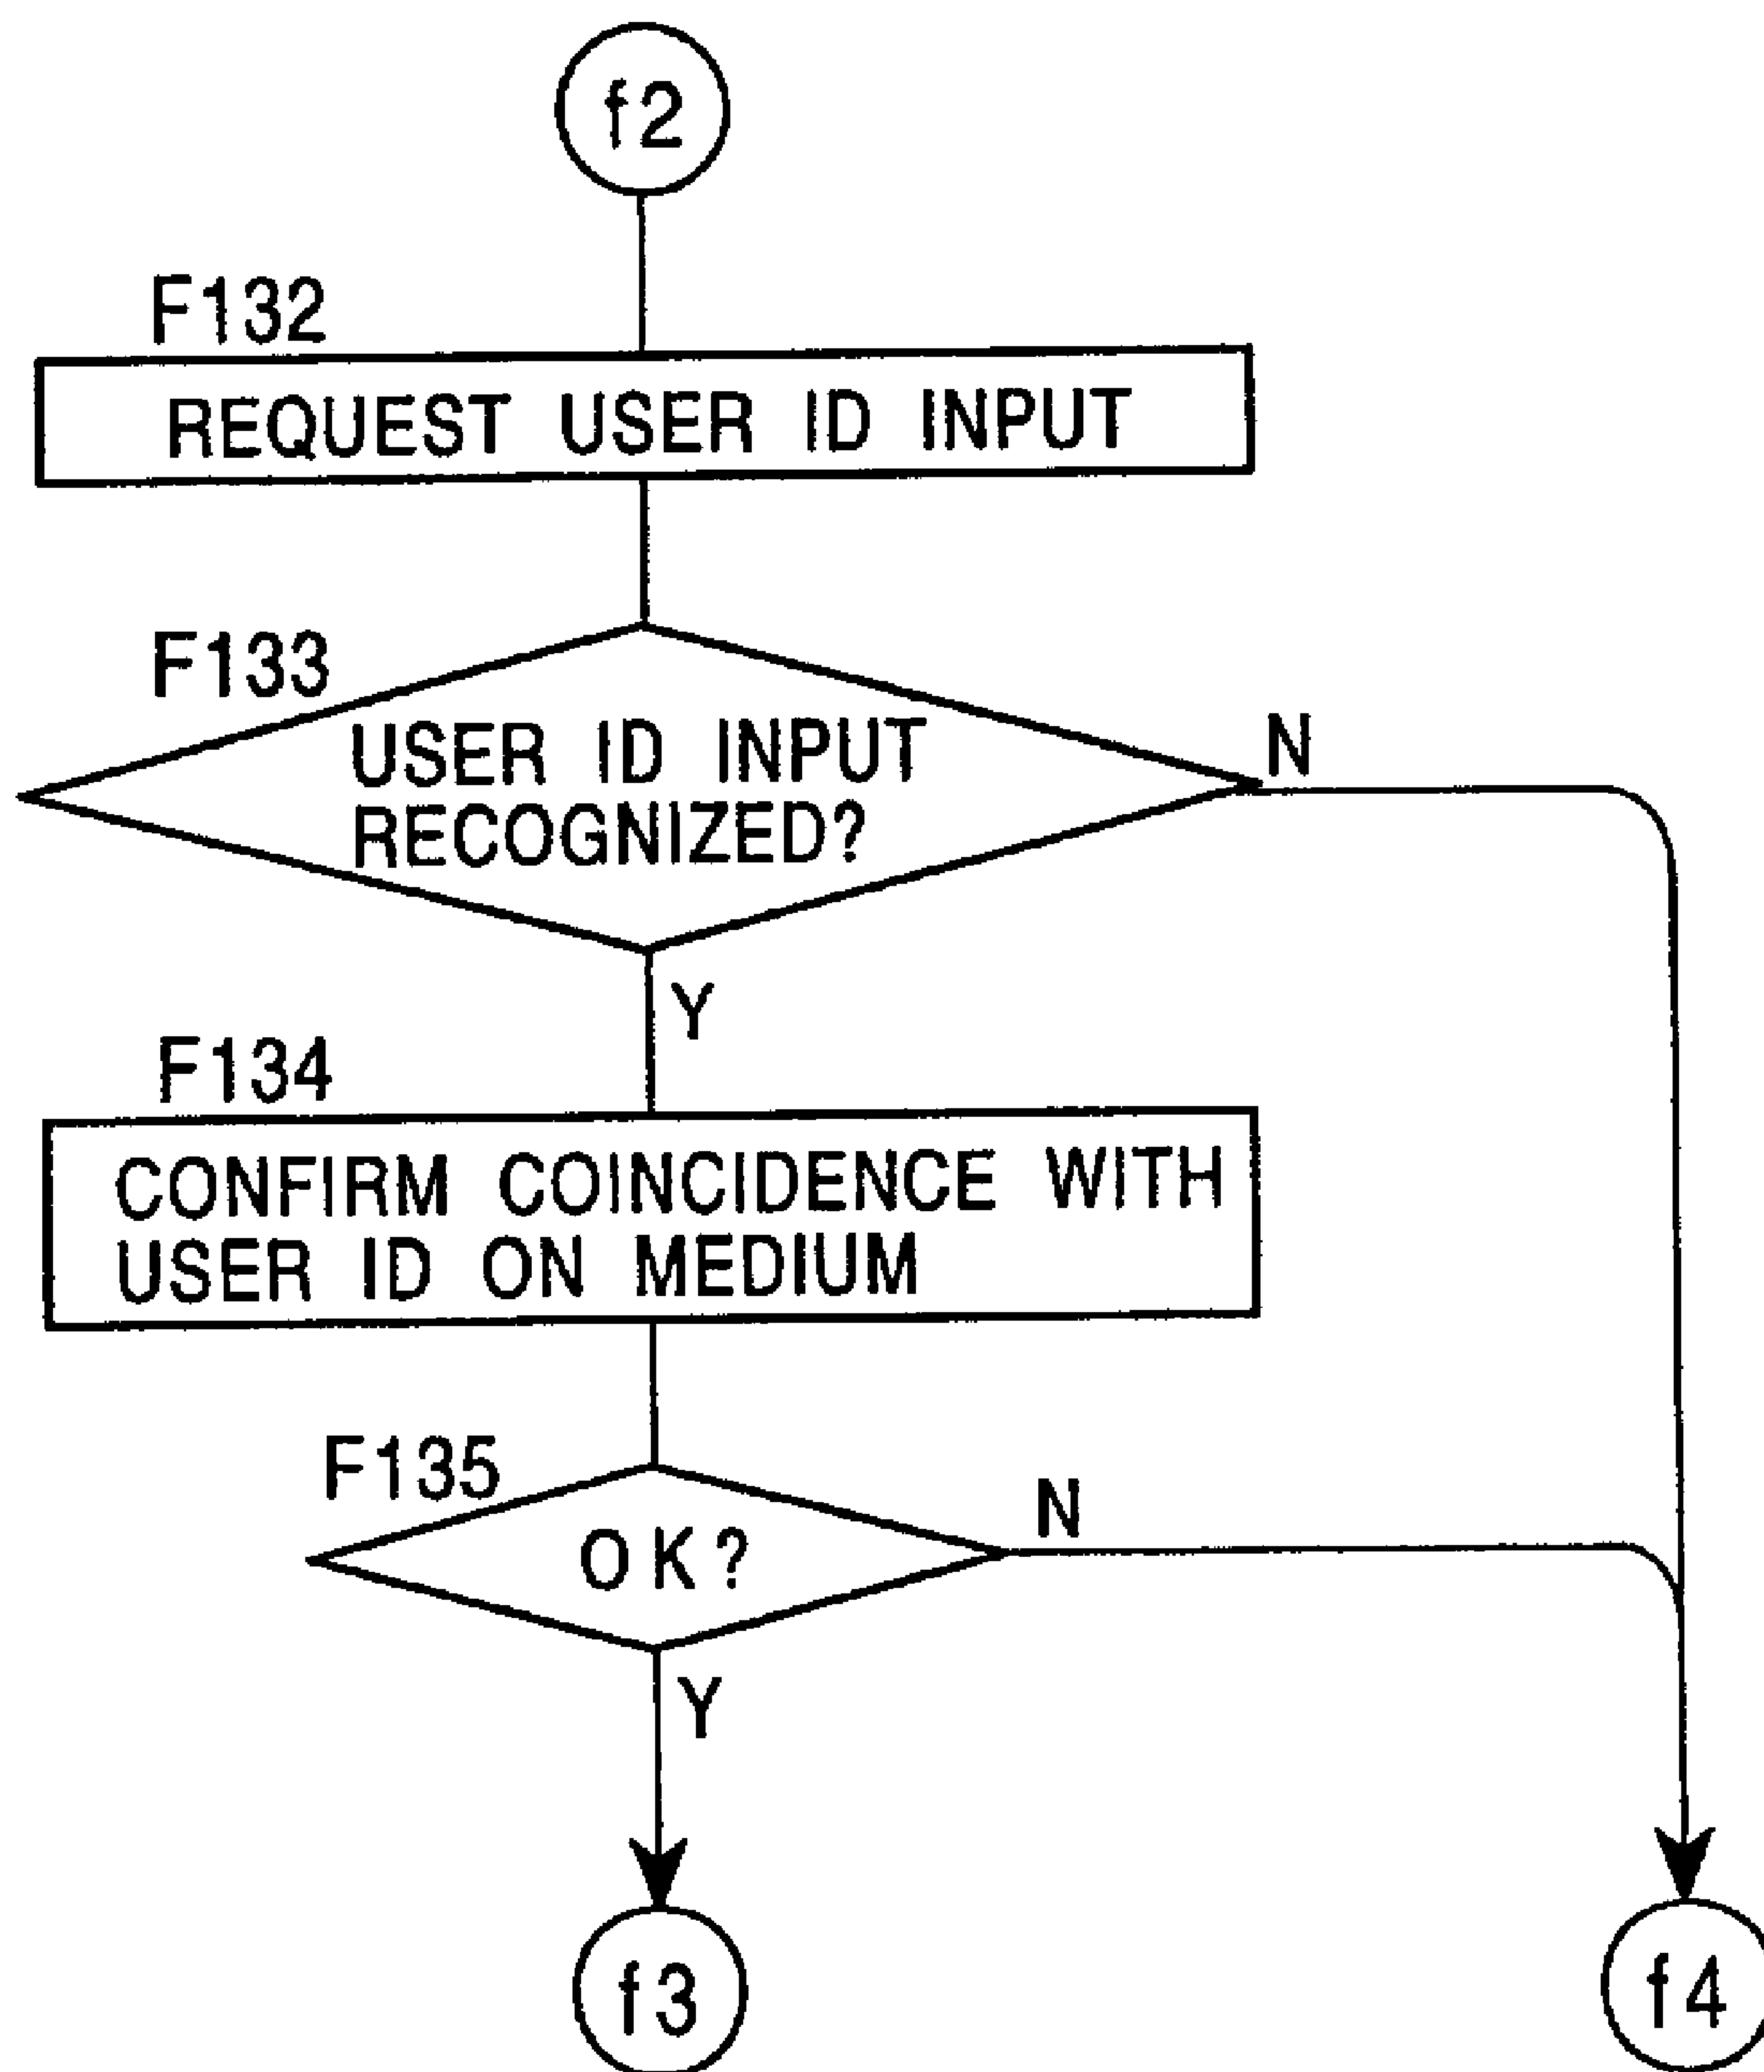 f2
F132
REQUEST USER ID INPUT
F133
USER ID INPUT
RECOGNIZED?
N
Y
F134
CONFIRM COINCIDENCE WITH
USER ID ON MEDIUM
F135
OK?
N
Y
f3
f4